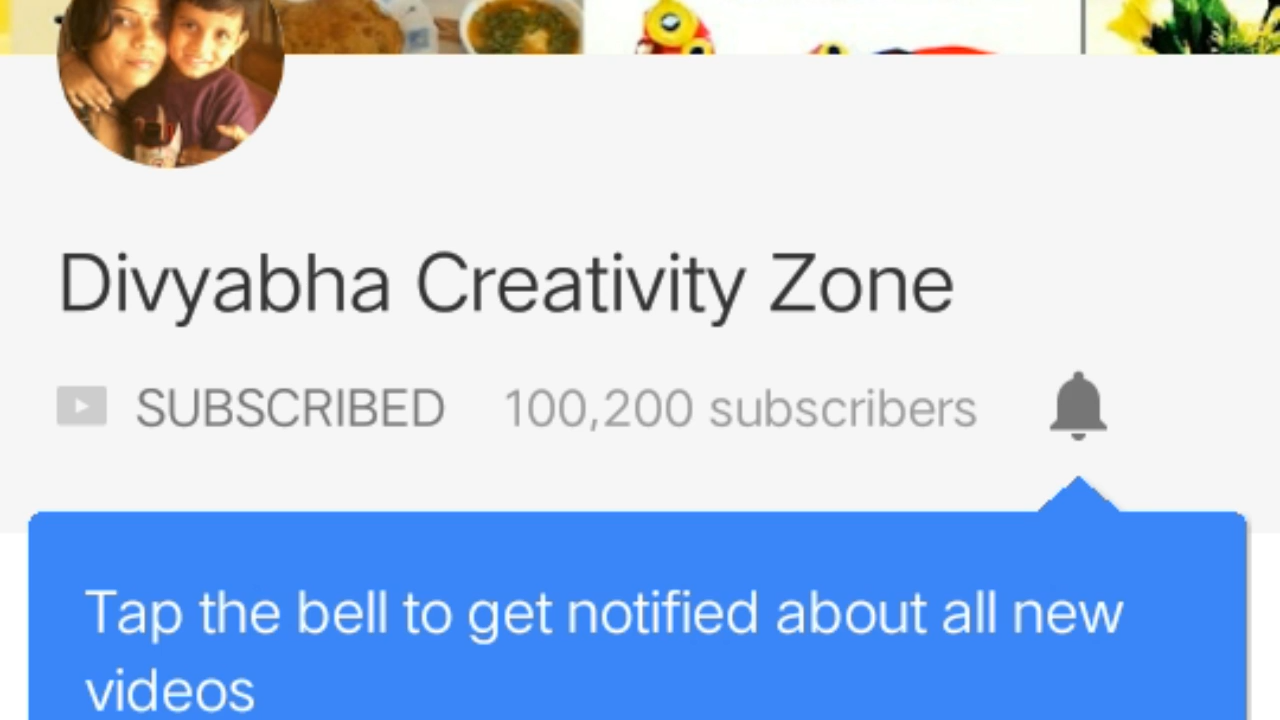 Divyabha Creativity Zone
SUBSCRIBED 100,200 subscribers
Tap the bell to get notified about all new
videos